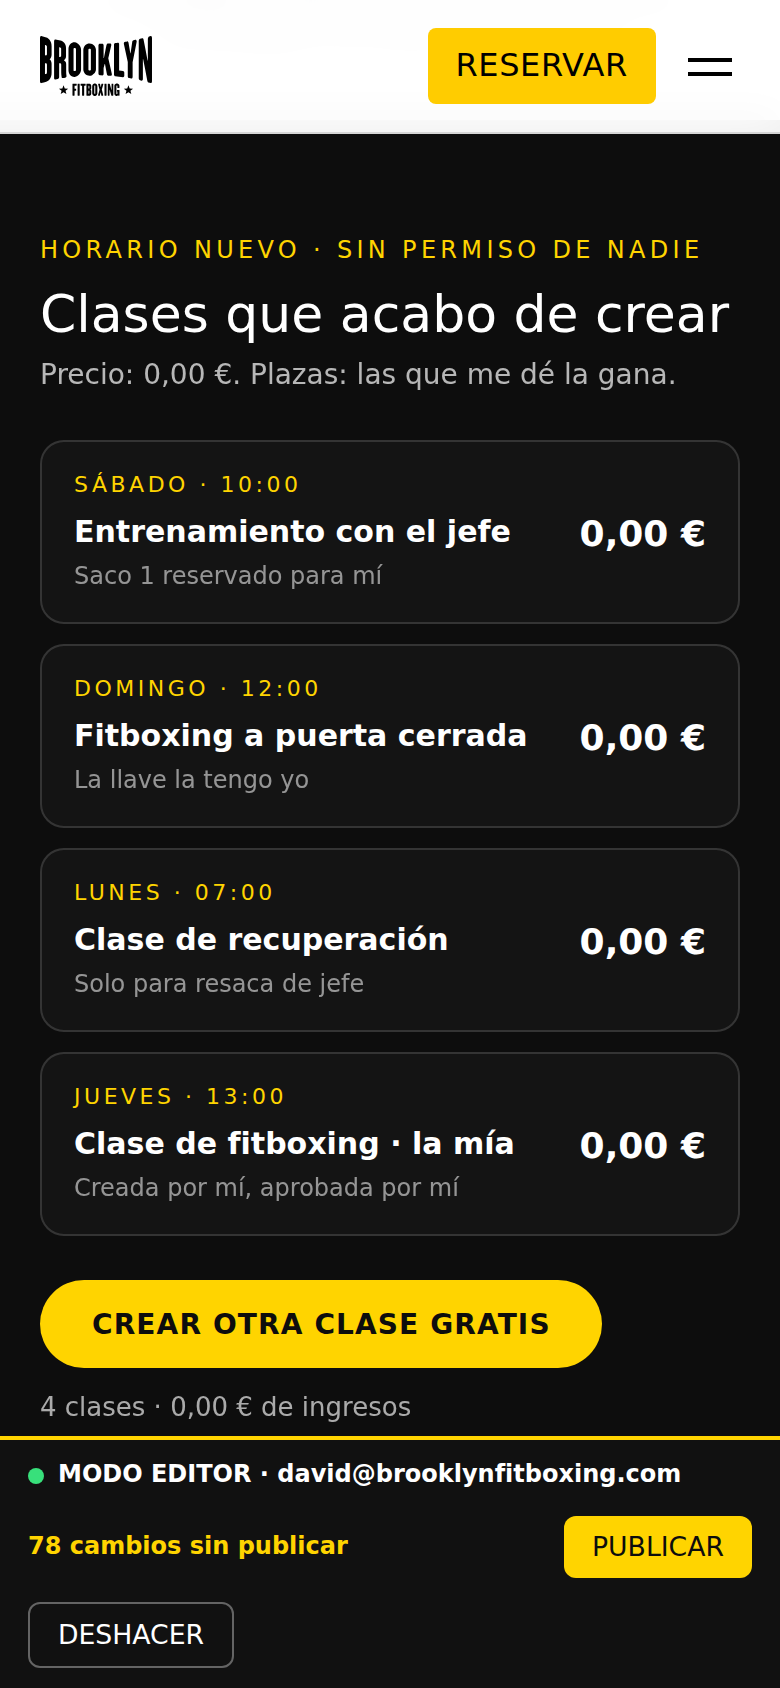 BROOKLYN
★ FITBOXING ★
RESERVAR
HORARIO NUEVO · SIN PERMISO DE NADIE
Clases que acabo de crear
Precio: 0,00 €. Plazas: las que me dé la gana.
SÁBADO · 10:00
Entrenamiento con el jefe
0,00 €
Saco 1 reservado para mí
DOMINGO · 12:00
Fitboxing a puerta cerrada
0,00 €
La llave la tengo yo
LUNES · 07:00
Clase de recuperación
0,00 €
Solo para resaca de jefe
JUEVES · 13:00
Clase de fitboxing · la mía
0,00 €
Creada por mí, aprobada por mí
CREAR OTRA CLASE GRATIS
4 clases · 0,00 € de ingresos
MODO EDITOR · david@brooklynfitboxing.com
78 cambios sin publicar
PUBLICAR
DESHACER